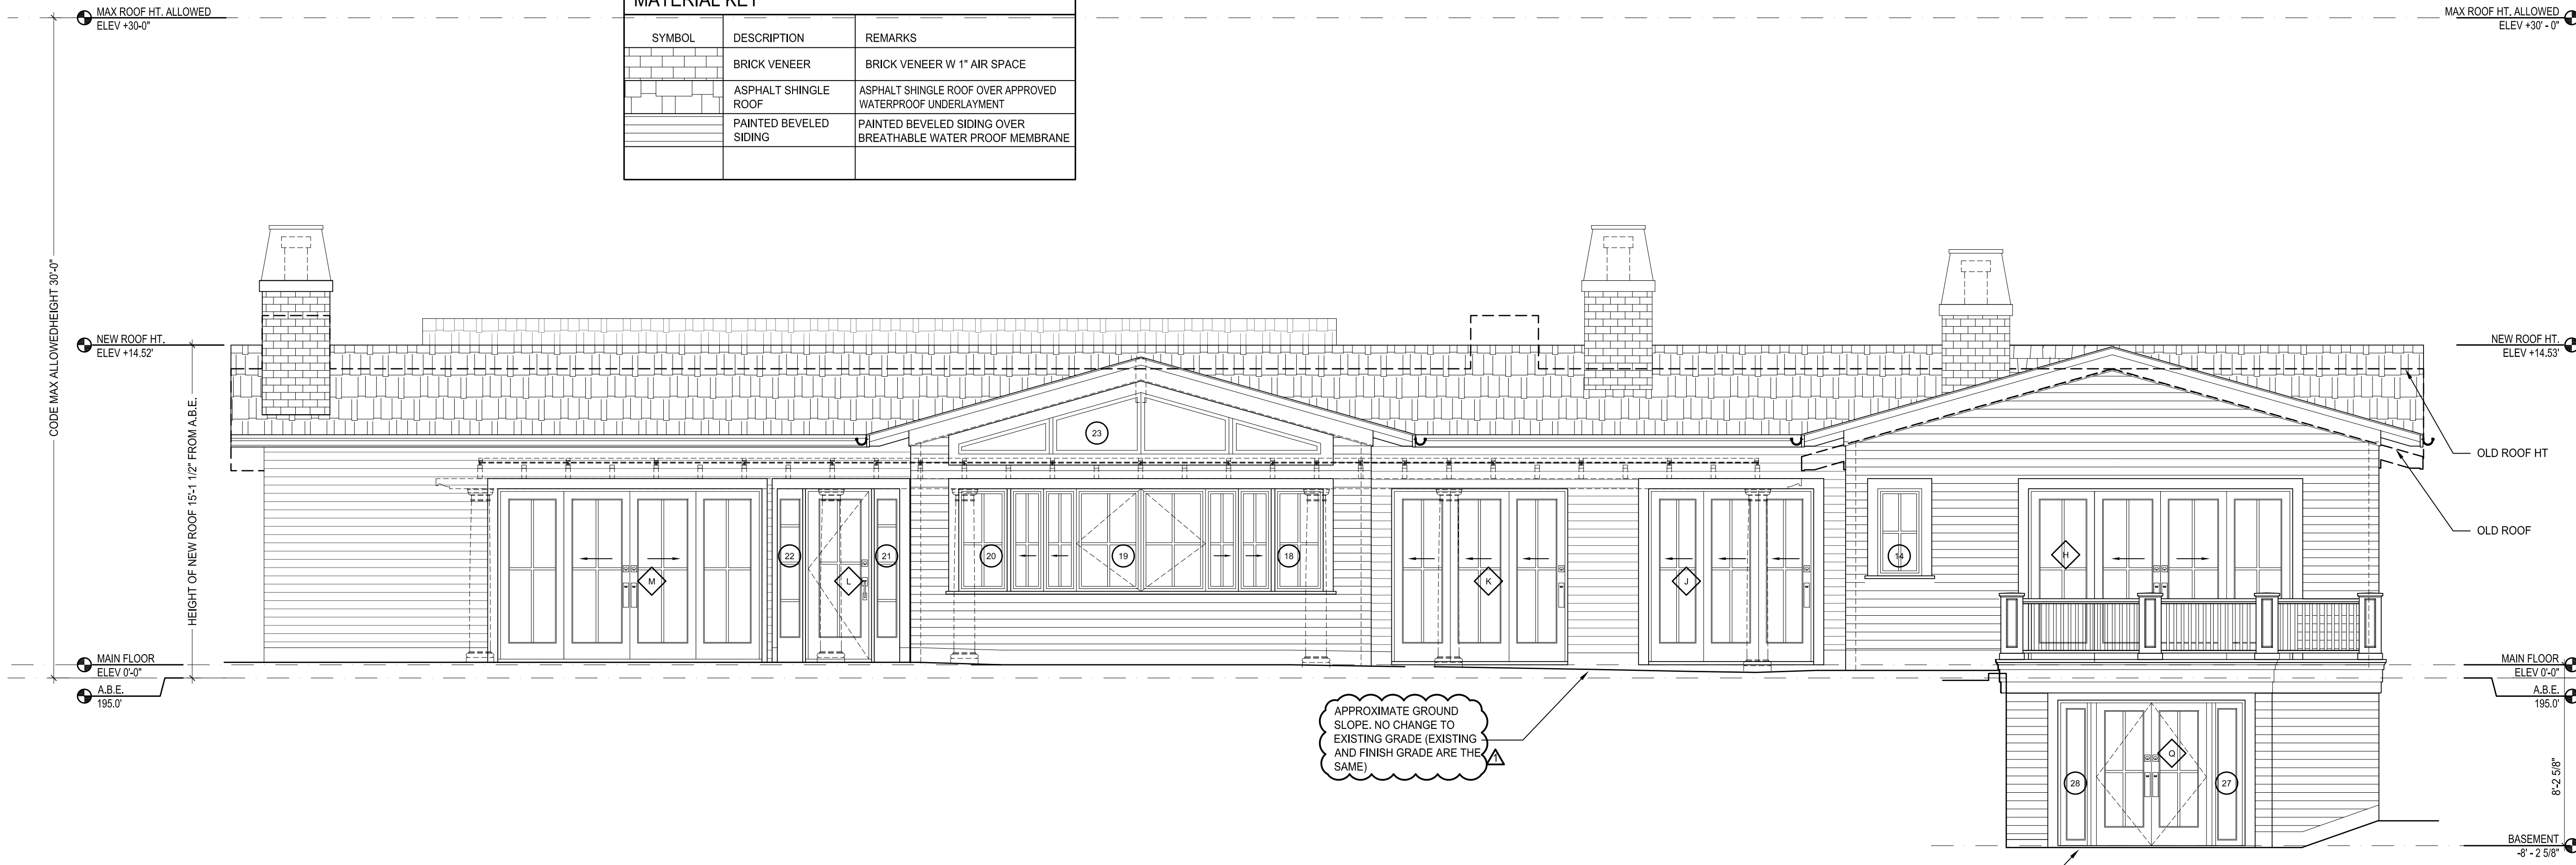 MAX ROOF HT. ALLOWED
ELEV +30-0"
MATERIAL KEY
SYMBOL DESCRIPTION REMARKS
BRICK VENEER BRICK VENEER W 1" AIR SPACE
ASPHALT SHINGLE ROOF
ASPHALT SHINGLE ROOF OVER APPROVED
WATERPROOF UNDERLAYMENT
PAINTED BEVELED SIDING
PAINTED BEVELED SIDING OVER
BREATHABLE WATER PROOF MEMBRANE
MAX ROOF HT. ALLOWED
ELEV +30' - 0"
CODE MAX ALLOWEDHEIGHT 30'-0"
NEW ROOF HT.
ELEV +14.52'
HEIGHT OF NEW ROOF 15'-1 1/2" FROM A.B.E.
NEW ROOF HT.
ELEV +14.53'
23
OLD ROOF HT
OLD ROOF
M
22
L
21
20
19
18
K
J
14
H
MAIN FLOOR
ELEV 0'-0"
A.B.E.
195.0'
MAIN FLOOR
ELEV 0'-0"
A.B.E.
195.0'
APPROXIMATE GROUND
SLOPE. NO CHANGE TO
EXISTING GRADE (EXISTING
AND FINISH GRADE ARE THE
SAME)
1
28
Q
27
8'-2 5/8"
BASEMENT
-8' - 2 5/8"